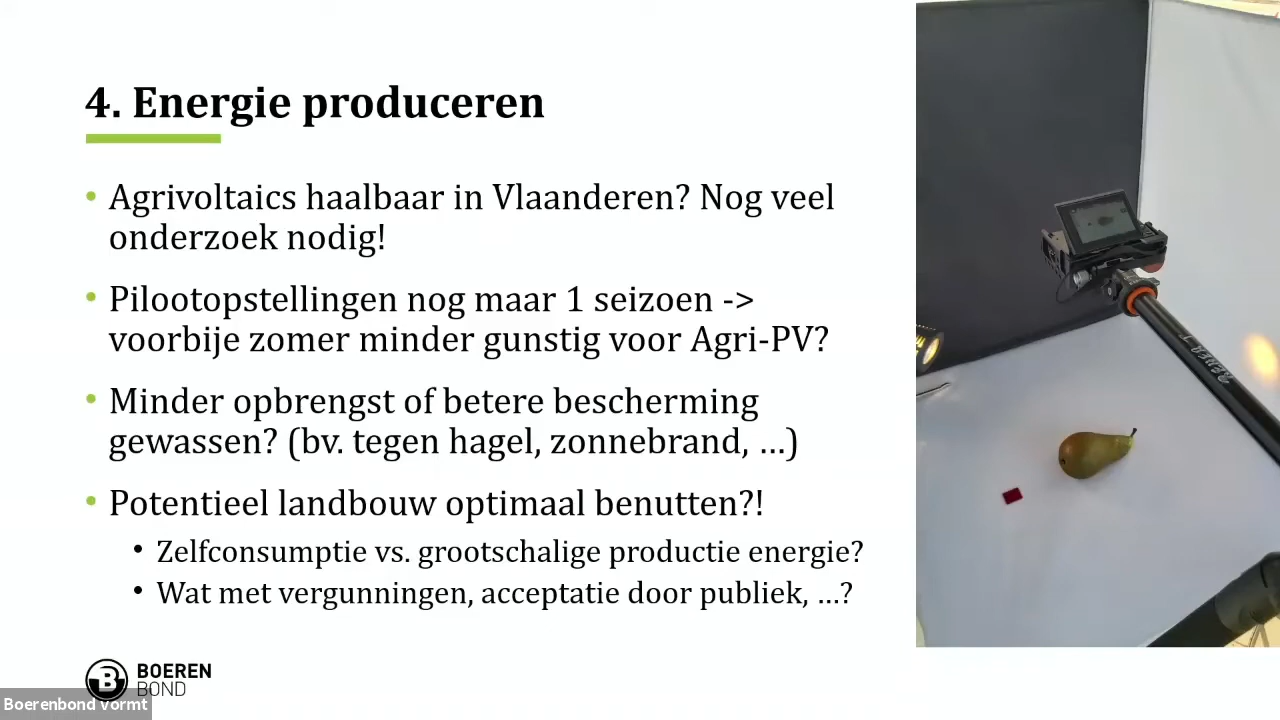 4. Energie produceren
• Agrivoltaics haalbaar in Vlaanderen? Nog veel
onderzoek nodig!
• Pilootopstellingen nog maar 1 seizoen ->
voorbije zomer minder gunstig voor Agri-PV?
• Minder opbrengst of betere bescherming
gewassen? (bv. tegen hagel, zonnebrand, ...)
• Potentieel landbouw optimaal benutten?!
• Zelfconsumptie vs. grootschalige productie energie?
• Wat met vergunningen, acceptatie door publiek, ...?
B
BOEREN
BOND
Boerenbond Vormt